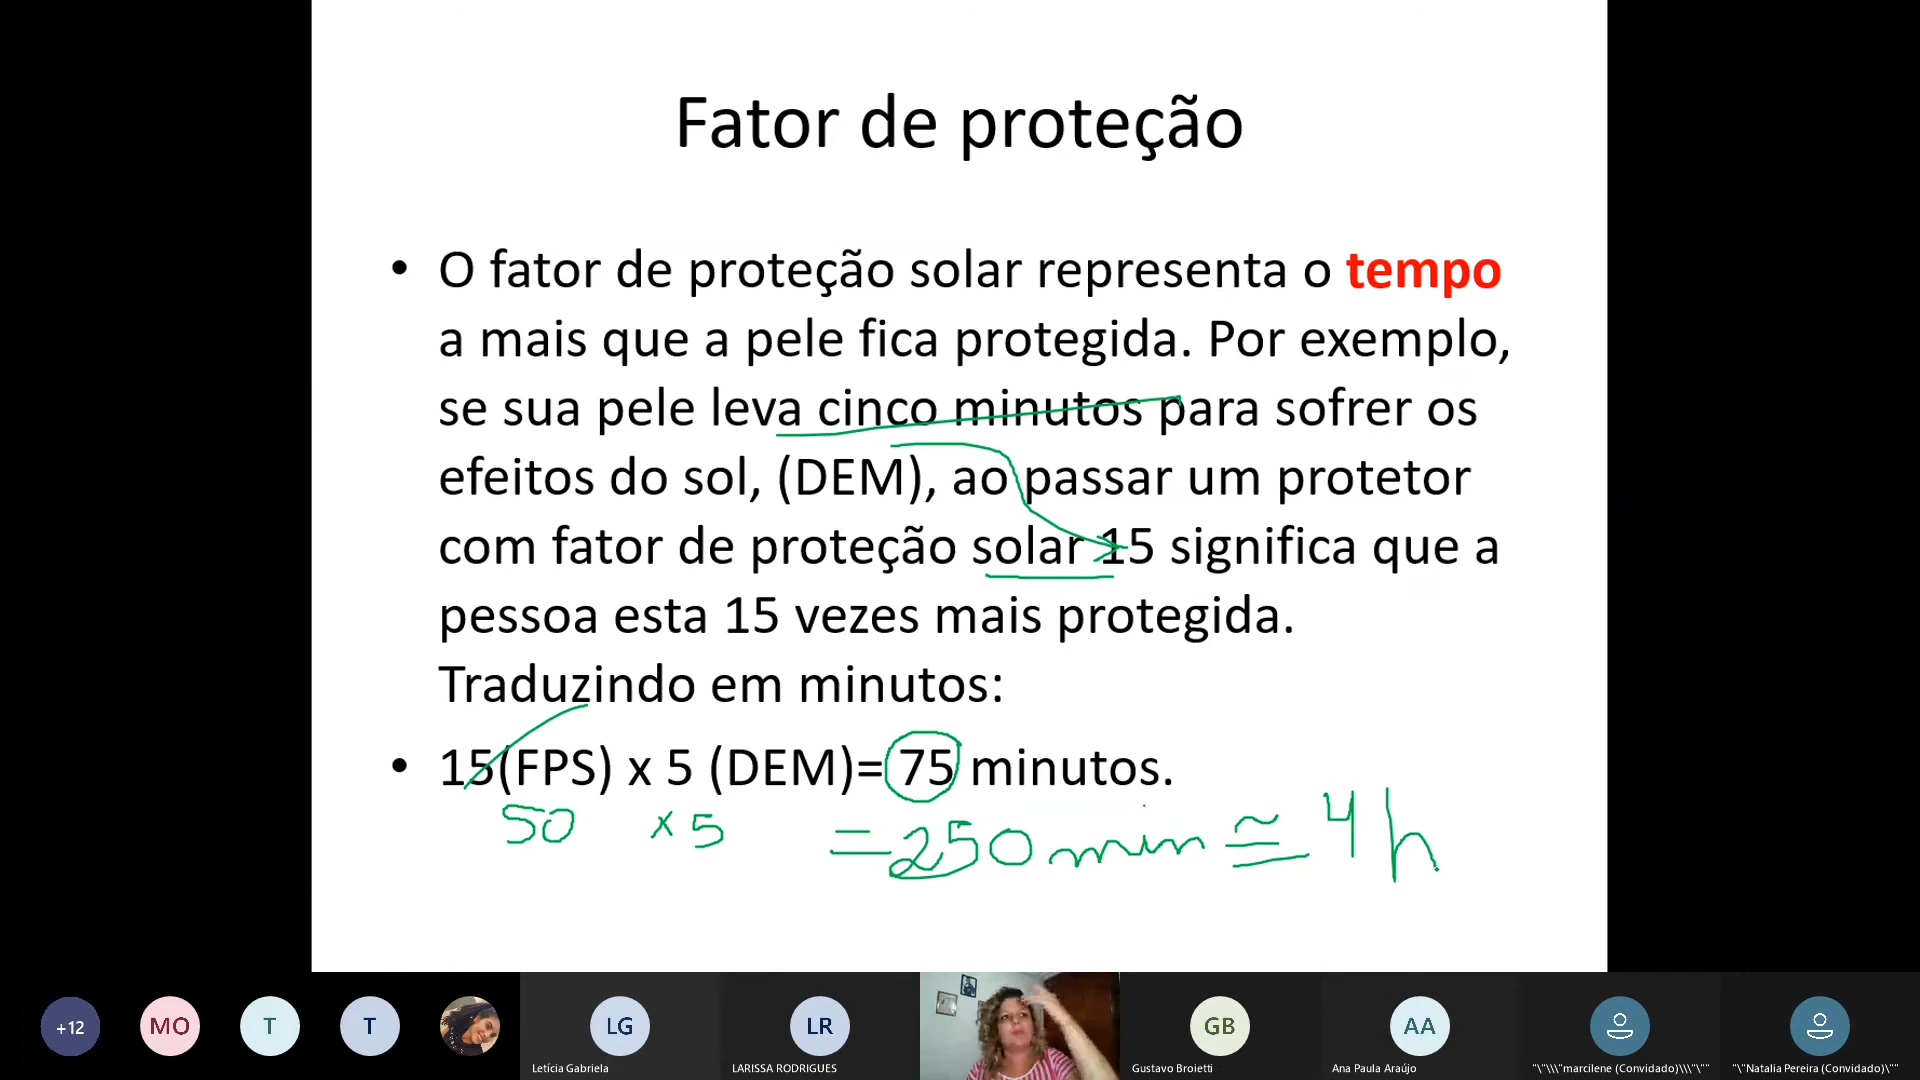 Fator de proteção
• O fator de proteção solar representa o tempo
a mais que a pele fica protegida. Por exemplo,
se sua pele leva cinco minutos para sofrer os
efeitos do sol, (DEM), ao passar um protetor
com fator de proteção solar 15 significa que a
pessoa esta 15 vezes mais protegida.
Traduzindo em minutos:
• 15(FPS) x 5 (DEM)= 75 minutos.
50 x 5 = 250 min ≅ 4h
+12 MO T T LG LR GB AA
Letícia Gabriela LARISSA RODRIGUES Gustavo Broietti Ana Paula Araújo "\"\\\"marcilene (Convidado)\\\"\"" "\"Natalia Pereira (Convidado)\""